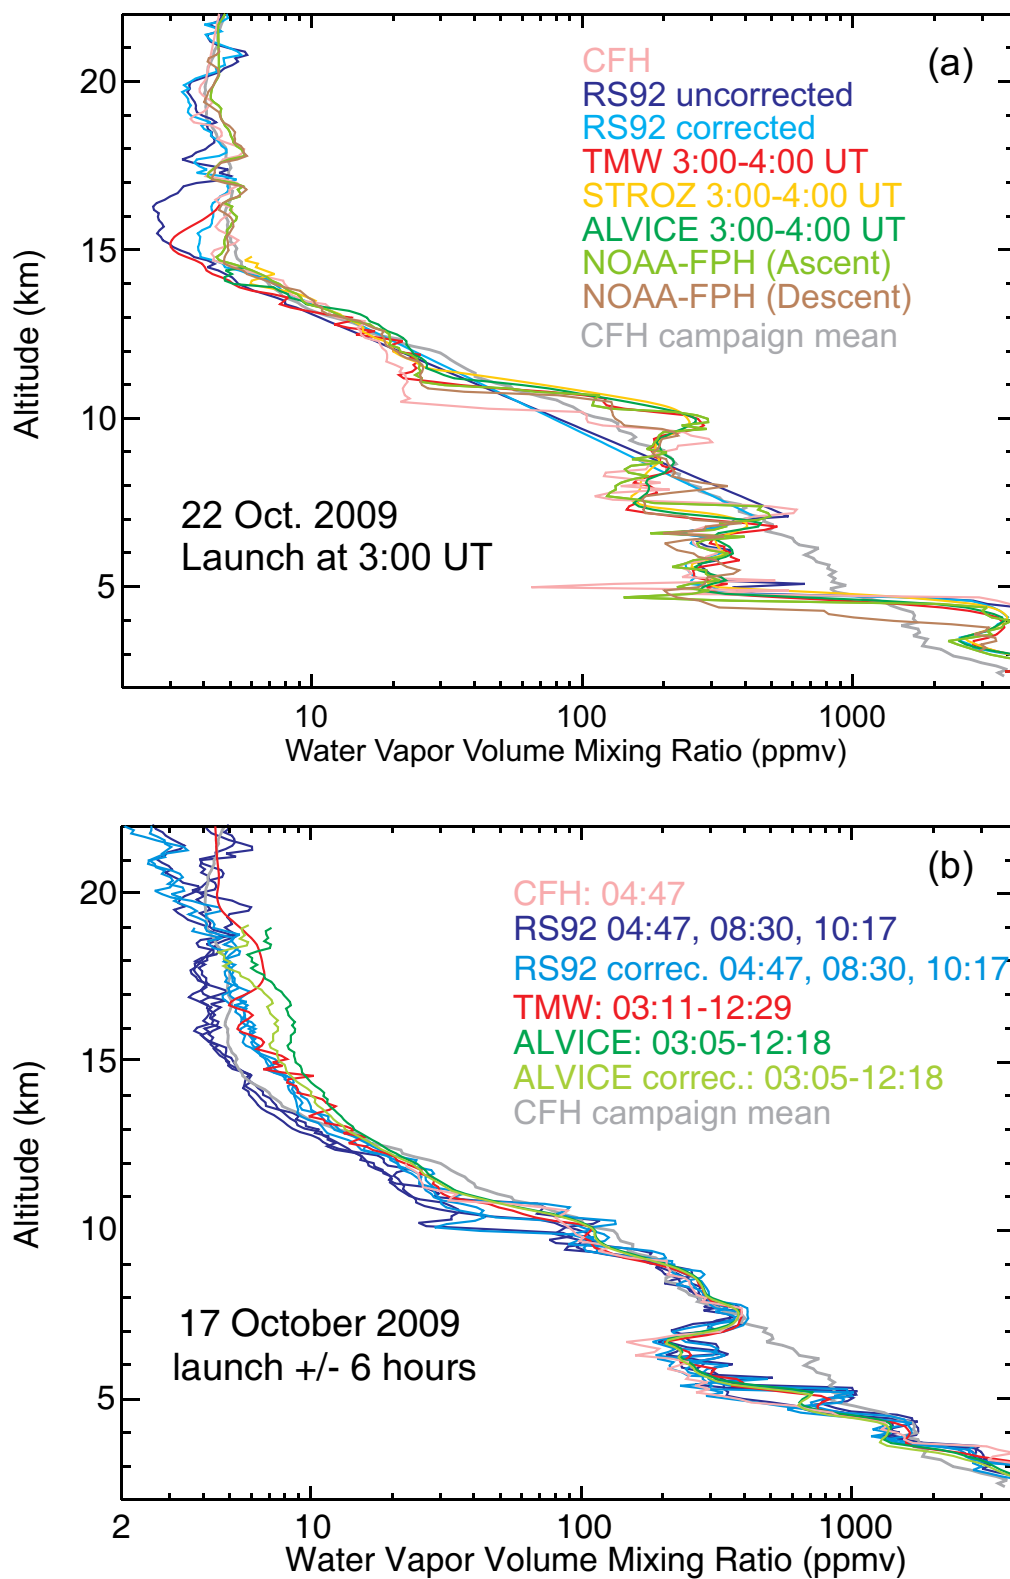 (a)
CFH
RS92 uncorrected
RS92 corrected
TMW 3:00-4:00 UT
STROZ 3:00-4:00 UT
ALVICE 3:00-4:00 UT
NOAA-FPH (Ascent)
NOAA-FPH (Descent)
CFH campaign mean
20
15
10
5
Altitude (km)
22 Oct. 2009
Launch at 3:00 UT
10 100 1000
Water Vapor Volume Mixing Ratio (ppmv)
(b)
CFH: 04:47
RS92 04:47, 08:30, 10:17
RS92 correc. 04:47, 08:30, 10:17
TMW: 03:11-12:29
ALVICE: 03:05-12:18
ALVICE correc.: 03:05-12:18
CFH campaign mean
20
15
10
5
Altitude (km)
17 October 2009
launch +/- 6 hours
2 10 100 1000
Water Vapor Volume Mixing Ratio (ppmv)